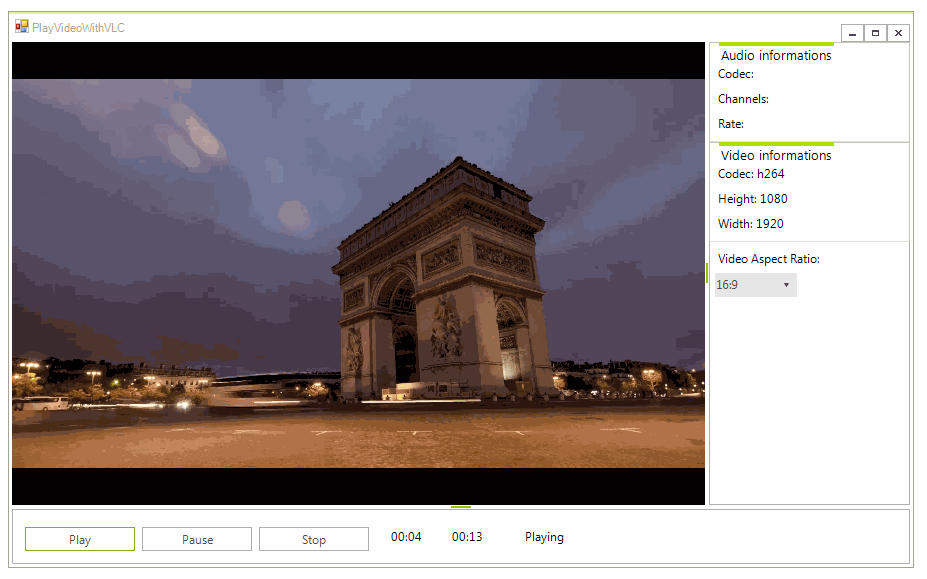 PlayVideoWithVLC
Audio informations
Codec:
Channels:
Rate:
Video informations
Codec: h264
Height: 1080
Width: 1920
Video Aspect Ratio:
16:9
Play Pause Stop 00:04 00:13 Playing